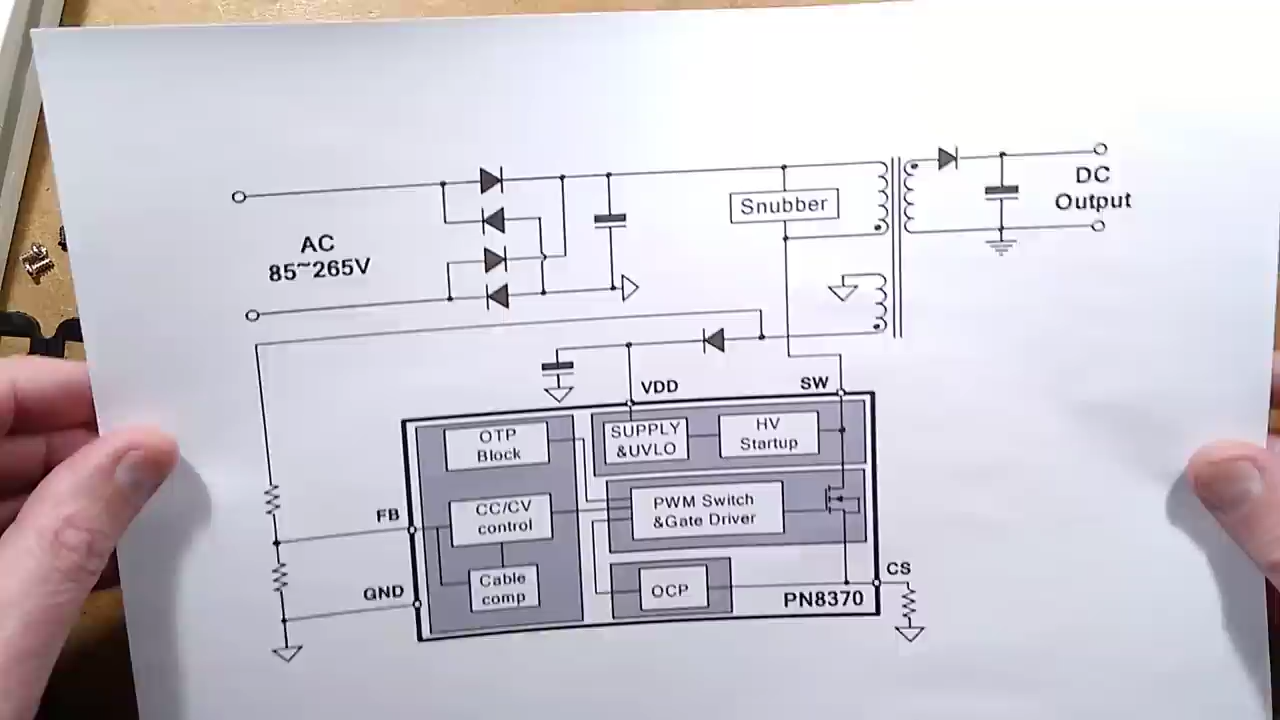 AC
85~265V
Snubber
DC
Output
VDD
SW
OTP
Block
SUPPLY
&UVLO
HV
Startup
FB
CC/CV
control
PWM Switch
&Gate Driver
GND
Cable
comp
OCP
CS
PN8370